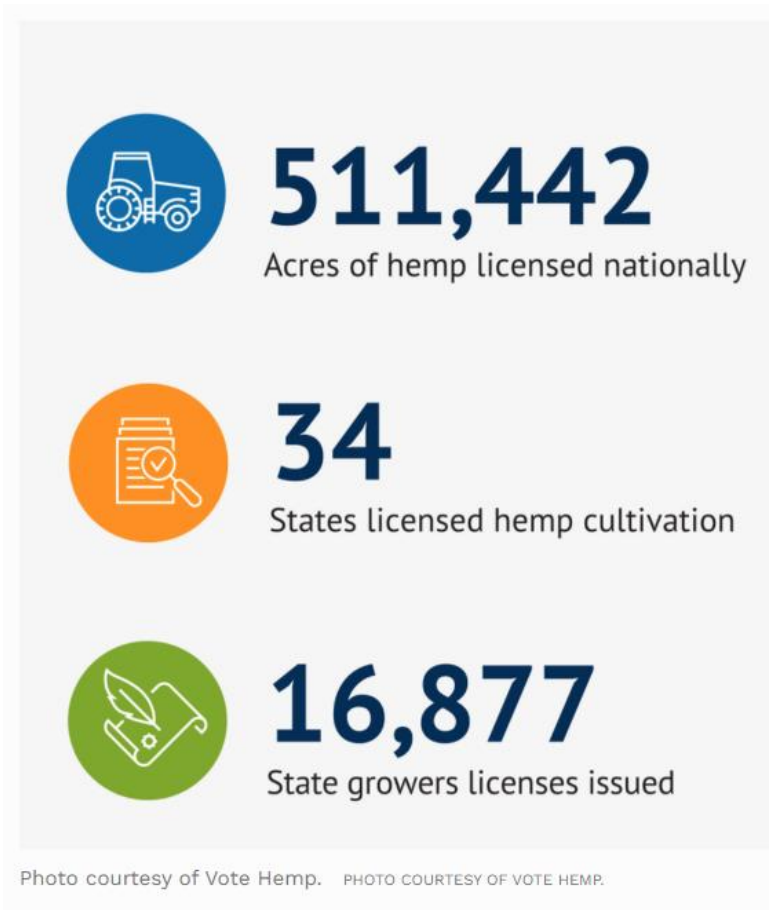 511,442
Acres of hemp licensed nationally
34
States licensed hemp cultivation
16,877
State growers licenses issued
Photo courtesy of Vote Hemp. PHOTO COURTESY OF VOTE HEMP.